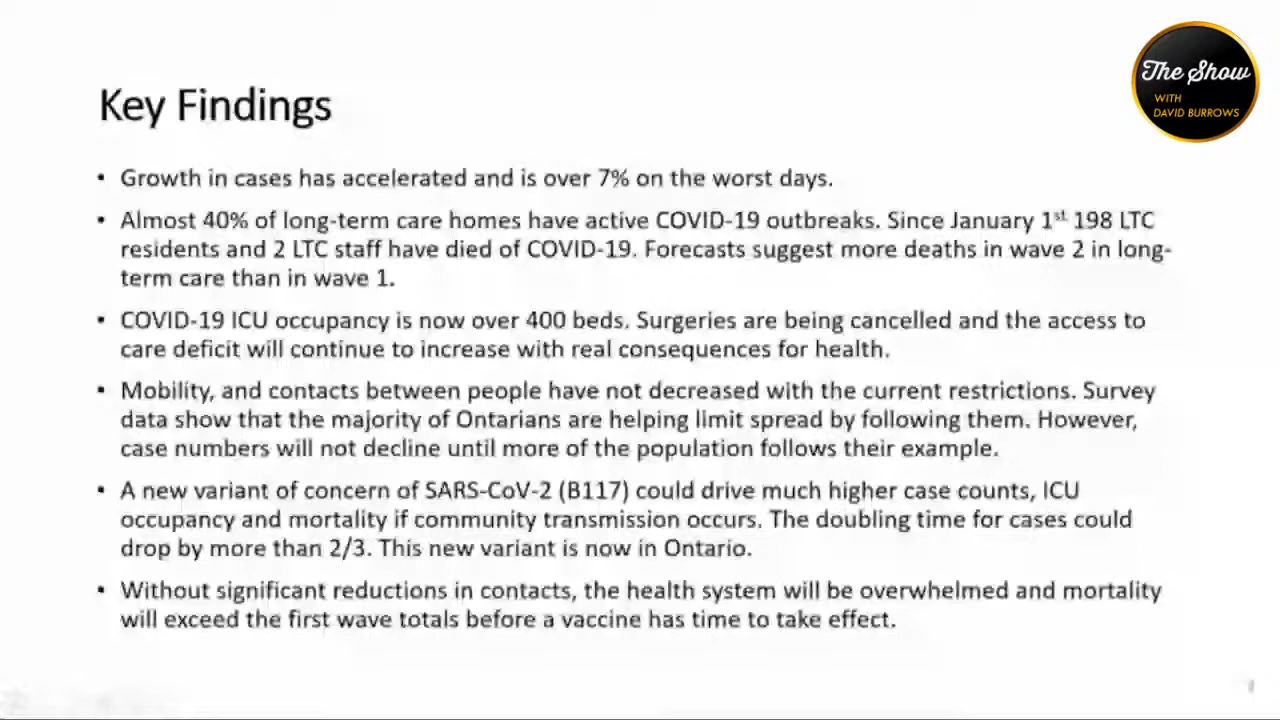 The Show
WITH
DAVID BURROWS
Key Findings
• Growth in cases has accelerated and is over 7% on the worst days.
• Almost 40% of long-term care homes have active COVID-19 outbreaks. Since January 1st 198 LTC
residents and 2 LTC staff have died of COVID-19. Forecasts suggest more deaths in wave 2 in long-
term care than in wave 1.
• COVID-19 ICU occupancy is now over 400 beds. Surgeries are being cancelled and the access to
care deficit will continue to increase with real consequences for health.
• Mobility, and contacts between people have not decreased with the current restrictions. Survey
data show that the majority of Ontarians are helping limit spread by following them. However,
case numbers will not decline until more of the population follows their example.
• A new variant of concern of SARS-CoV-2 (B117) could drive much higher case counts, ICU
occupancy and mortality if community transmission occurs. The doubling time for cases could
drop by more than 2/3. This new variant is now in Ontario.
• Without significant reductions in contacts, the health system will be overwhelmed and mortality
will exceed the first wave totals before a vaccine has time to take effect.